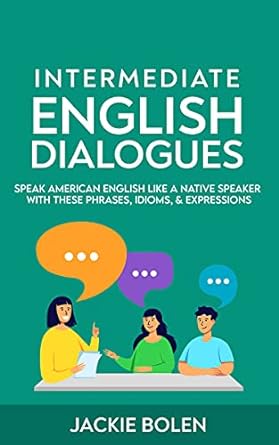 INTERMEDIATE
ENGLISH
DIALOGUES
SPEAK AMERICAN ENGLISH LIKE A NATIVE SPEAKER
WITH THESE PHRASES, IDIOMS, & EXPRESSIONS
JACKIE BOLEN